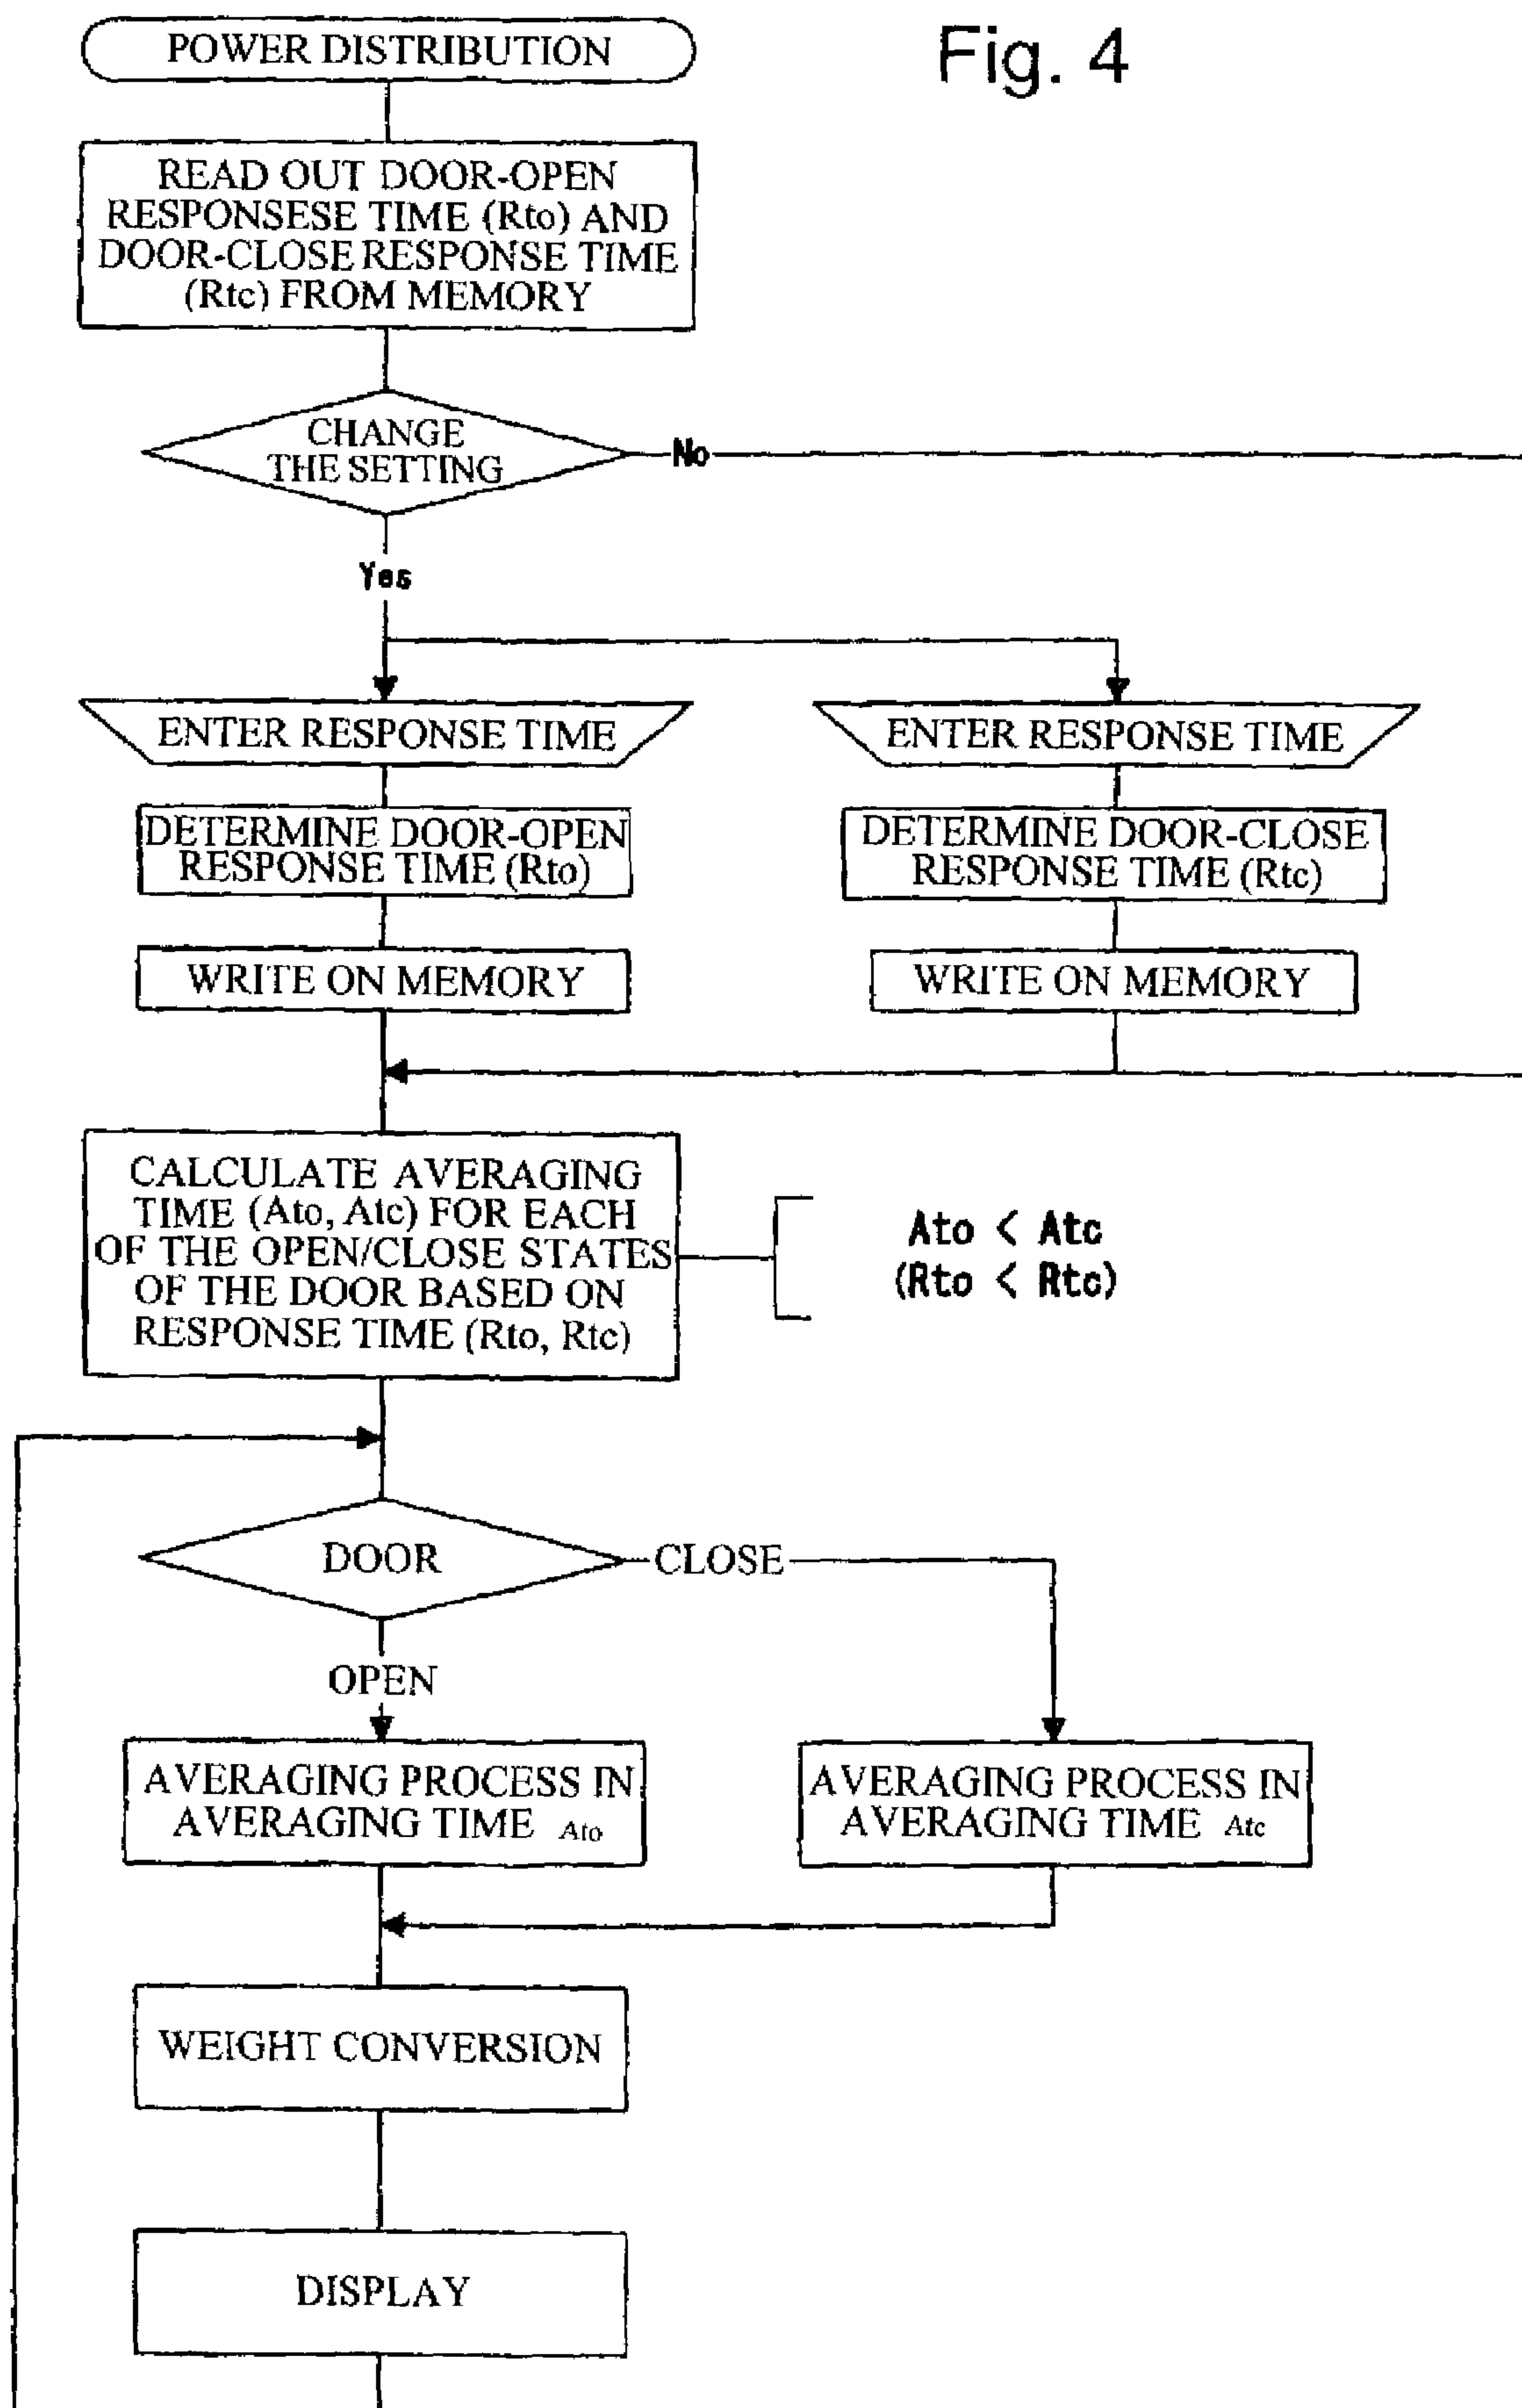 POWER DISTRIBUTION
Fig. 4
READ OUT DOOR-OPEN
RESPONSESE TIME (Rto) AND
DOOR-CLOSE RESPONSE TIME
(Rtc) FROM MEMORY
CHANGE
THE SETTING
No
Yes
ENTER RESPONSE TIME
ENTER RESPONSE TIME
DETERMINE DOOR-OPEN
RESPONSE TIME (Rto)
DETERMINE DOOR-CLOSE
RESPONSE TIME (Rtc)
WRITE ON MEMORY
WRITE ON MEMORY
CALCULATE AVERAGING
TIME (Ato, Atc) FOR EACH
OF THE OPEN/CLOSE STATES
OF THE DOOR BASED ON
RESPONSE TIME (Rto, Rtc)
Ato < Atc
(Rto < Rtc)
DOOR
CLOSE
OPEN
AVERAGING PROCESS IN
AVERAGING TIME Ato
AVERAGING PROCESS IN
AVERAGING TIME Atc
WEIGHT CONVERSION
DISPLAY